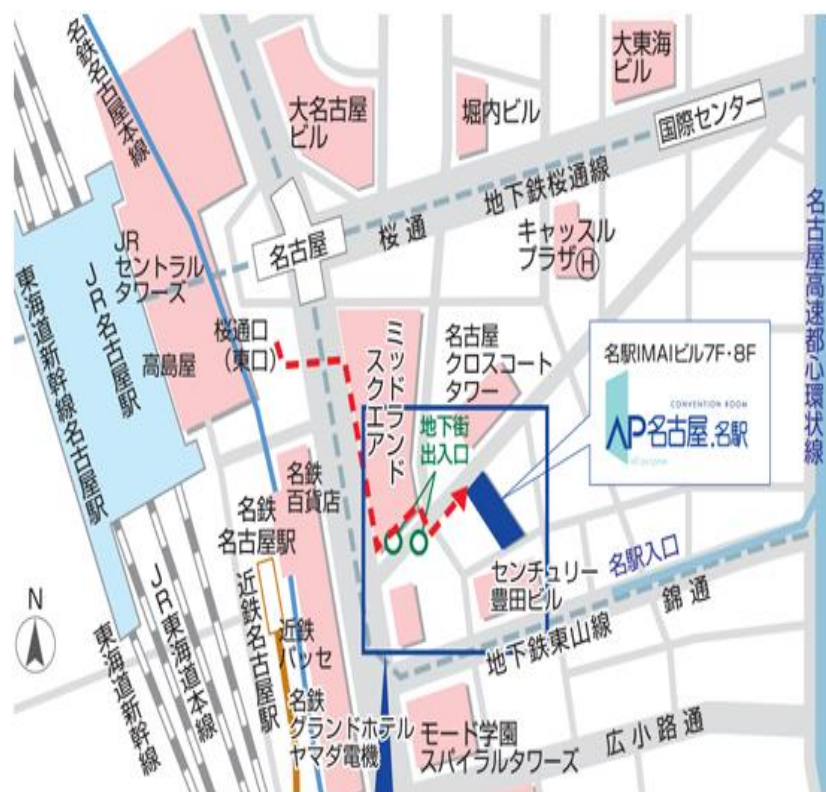 名鉄名古屋本線
大名古屋
ビル
堀内ビル
大東海
ビル
国際センター
地下鉄桜通線
桜通
名古屋
キャッスル
プラザ Ⓗ
名古屋高速都心環状線
JR
セントラル
タワーズ
JR名古屋駅
東海道新幹線名古屋駅
高島屋
桜通口
(東口)
ミッドランド
スクエア
名古屋
クロスコート
タワー
名駅IMAIビル7F・8F
CONVENTION ROOM
AP名古屋.名駅
地下街
出入口
名鉄
百貨店
名鉄
名古屋駅
近鉄名古屋駅
近鉄
パッセ
センチュリー
豊田ビル
名駅入口
錦通
地下鉄東山線
N
JR東海道本線
東海道新幹線
名鉄
グランドホテル
ヤマダ電機
モード学園
スパイラルタワーズ
広小路通